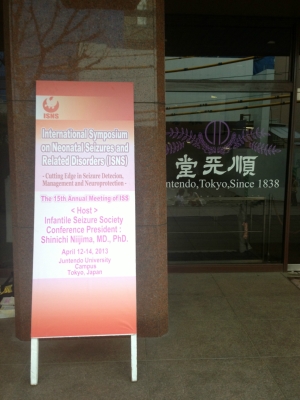 ISNS
International Symposium
on Neonatal Seizures and
Related Disorders (ISNS)
- Cutting Edge in Seizure Detecion,
Management and Neuroprotection -
The 15th Annual Meeting of ISS
< Host >
Infantile Seizure Society
Conference President :
Shinichi Niijima, MD., PhD.
April 12-14, 2013
Juntendo University
Campus
Tokyo, Japan
堂天順
ntendo,Tokyo,Since 1838